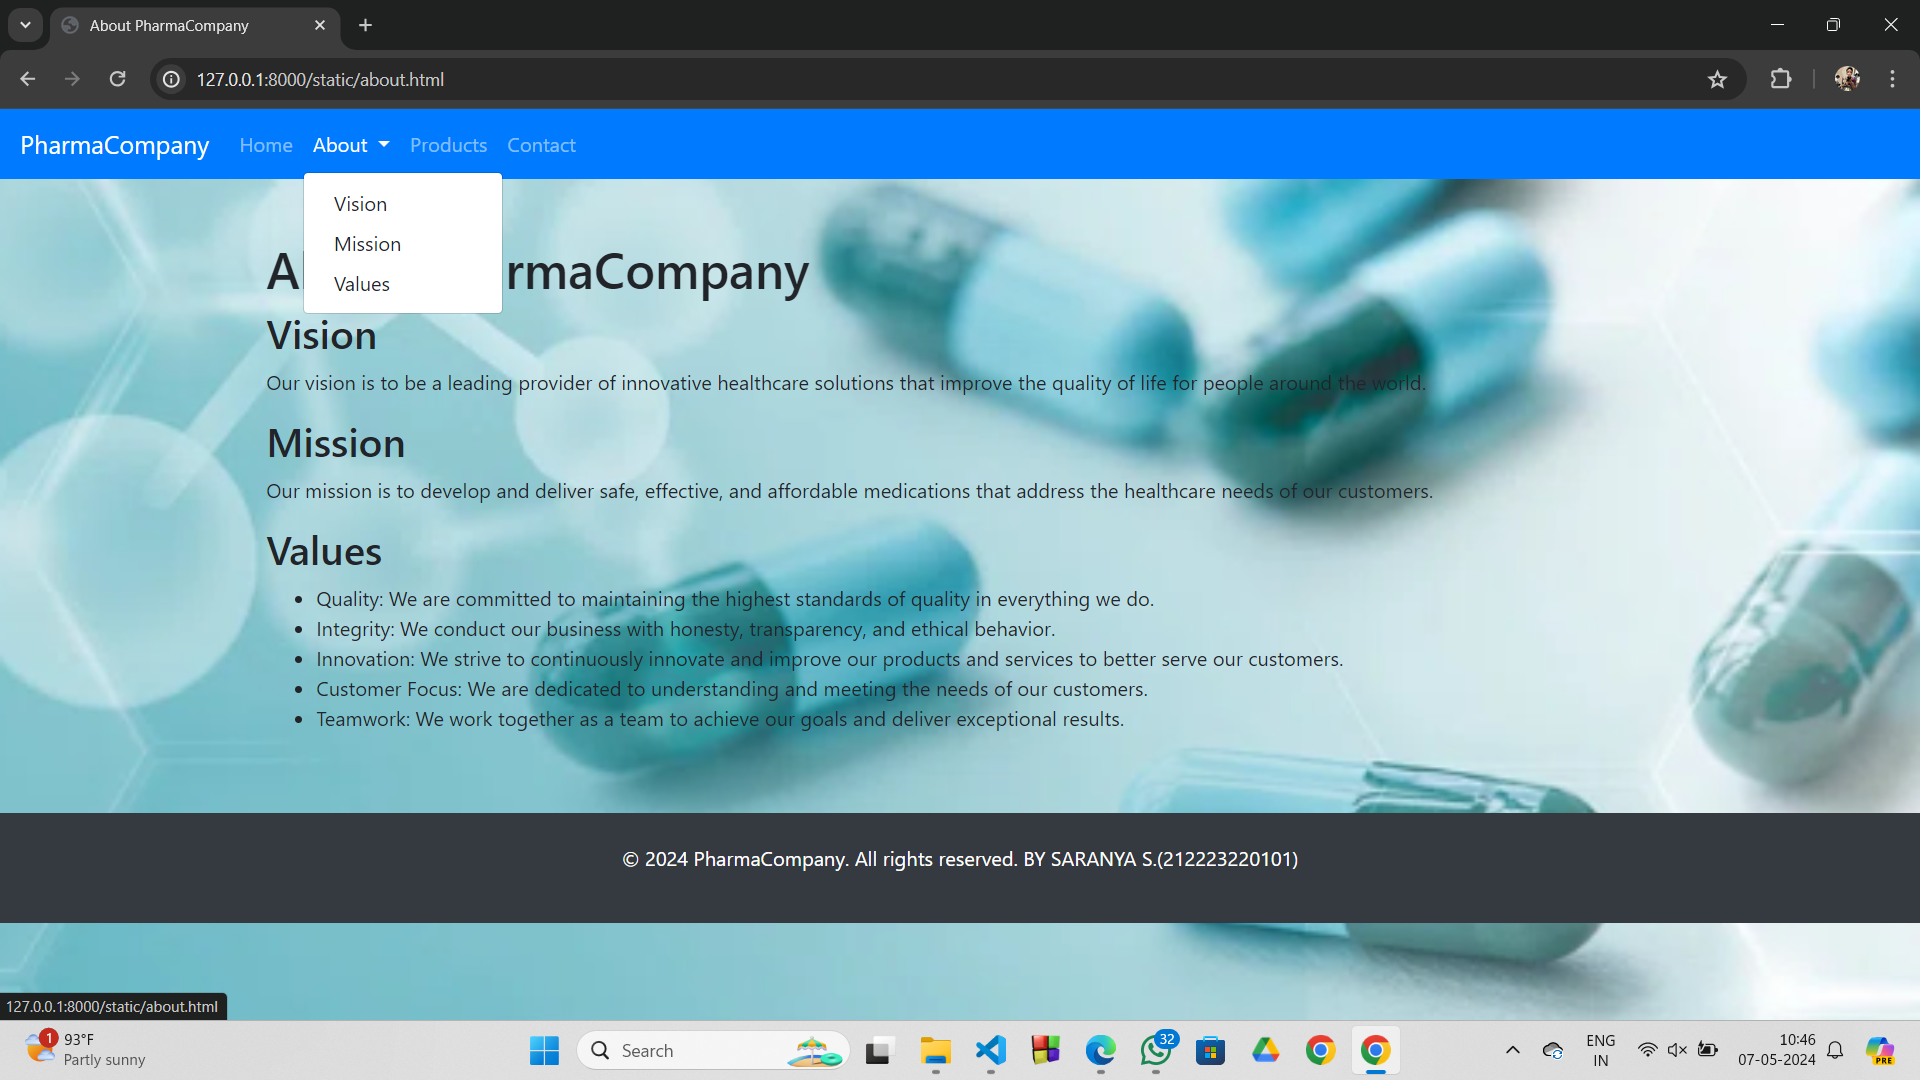 About PharmaCompany
127.0.0.1:8000/static/about.html
PharmaCompany Home About Products Contact
Vision
Mission
Values
A rmaCompany
Vision
Our vision is to be a leading provider of innovative healthcare solutions that improve the quality of life for people around the world.
Mission
Our mission is to develop and deliver safe, effective, and affordable medications that address the healthcare needs of our customers.
Values
• Quality: We are committed to maintaining the highest standards of quality in everything we do.
• Integrity: We conduct our business with honesty, transparency, and ethical behavior.
• Innovation: We strive to continuously innovate and improve our products and services to better serve our customers.
• Customer Focus: We are dedicated to understanding and meeting the needs of our customers.
• Teamwork: We work together as a team to achieve our goals and deliver exceptional results.
© 2024 PharmaCompany. All rights reserved. BY SARANYA S.(212223220101)
127.0.0.1:8000/static/about.html
1
93°F
Partly sunny
Search
32
ENG
IN
10:46
07-05-2024
PRE